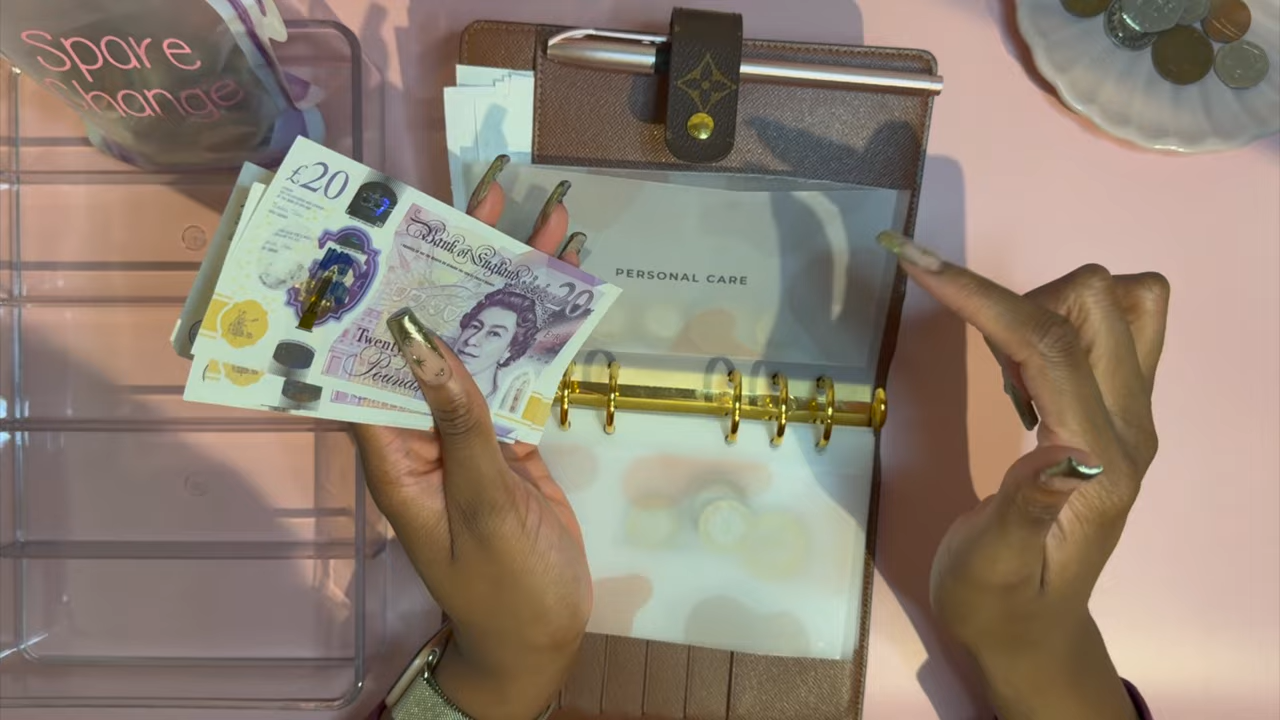 Spare
Change
£20
Bank of England
20
Twenty
Pounds
PERSONAL CARE